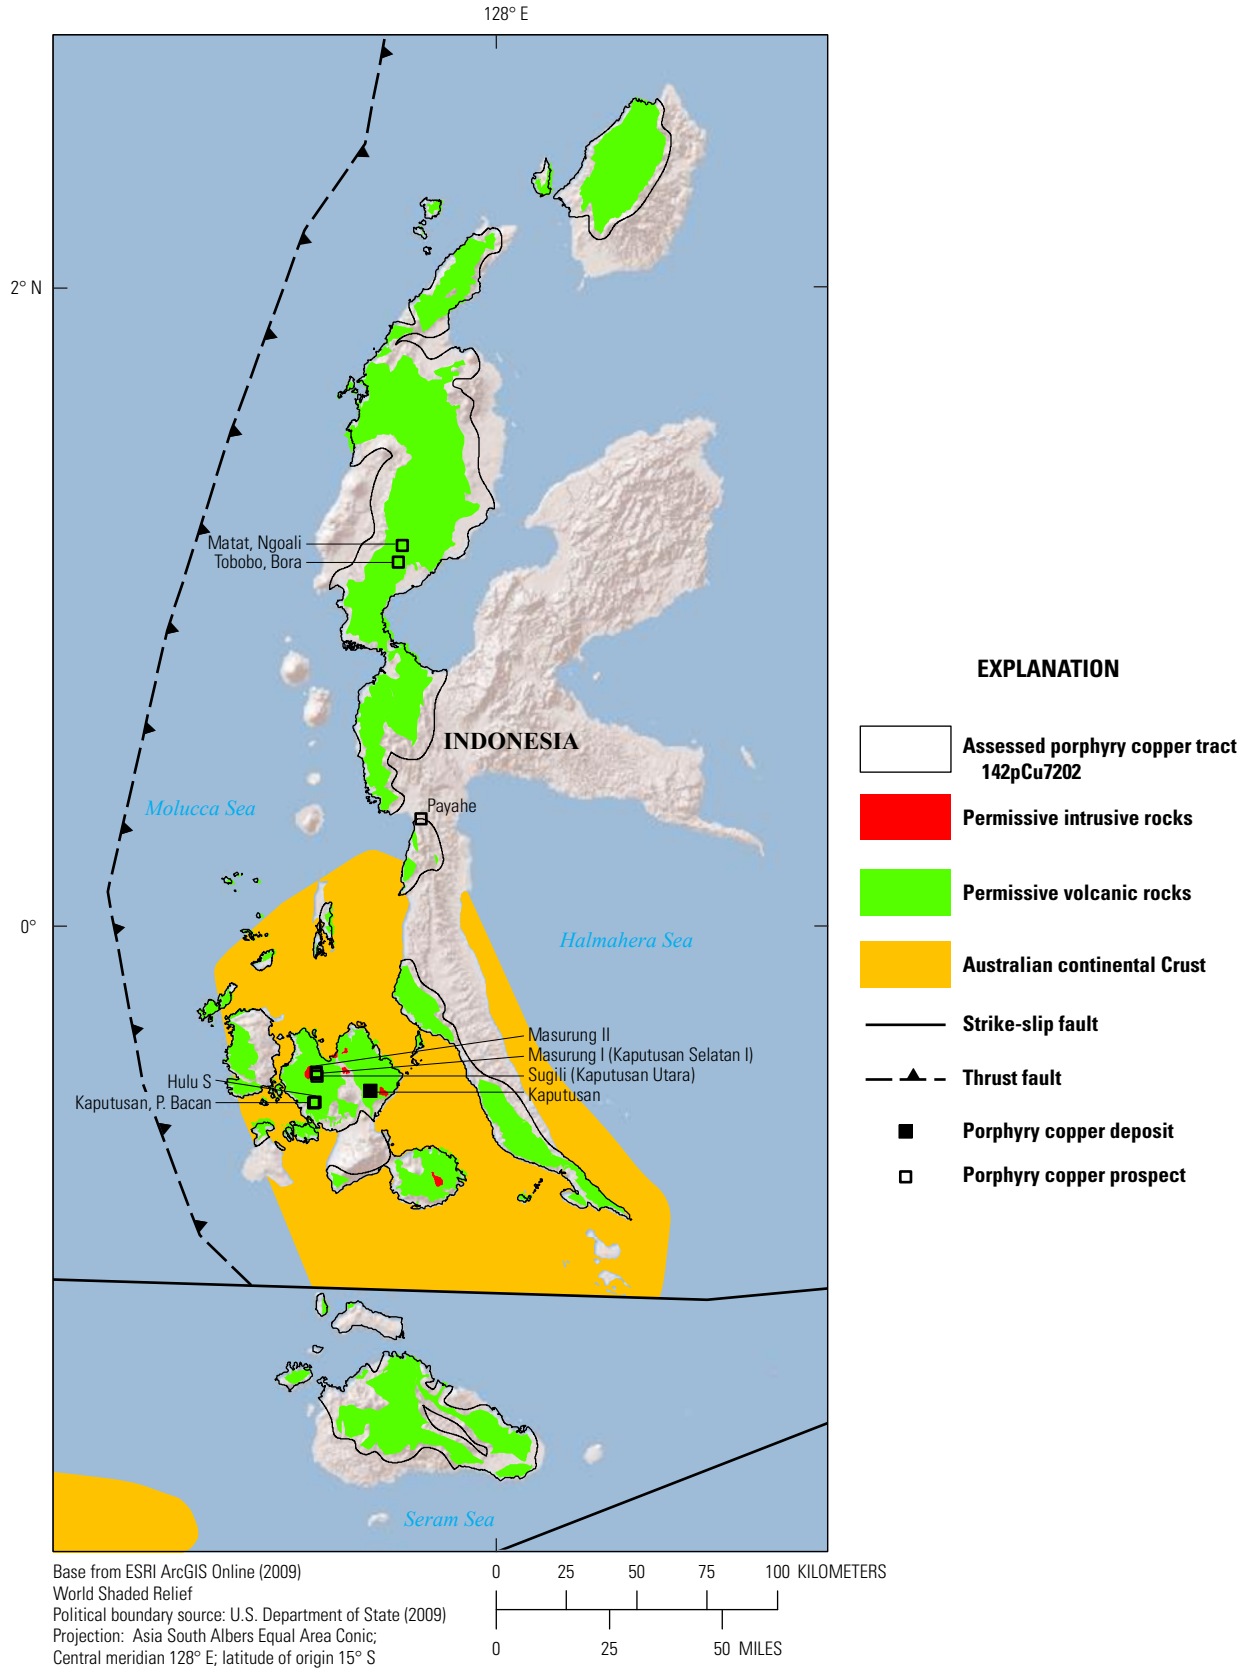 128° E
2° N
Matat, Ngoali
Tobobo, Bora
INDONESIA
Molucca Sea
Payahe
0°
Halmahera Sea
Masurung II
Masurung I (Kaputusan Selatan I)
Sugili (Kaputusan Utara)
Kaputusan
Hulu S
Kaputusan, P. Bacan
Seram Sea
EXPLANATION
Assessed porphyry copper tract
142pCu7202
Permissive intrusive rocks
Permissive volcanic rocks
Australian continental Crust
Strike-slip fault
Thrust fault
Porphyry copper deposit
Porphyry copper prospect
Base from ESRI ArcGIS Online (2009)
World Shaded Relief
Political boundary source: U.S. Department of State (2009)
Projection: Asia South Albers Equal Area Conic;
Central meridian 128° E; latitude of origin 15° S
0 25 50 75 100 KILOMETERS
0 25 50 MILES